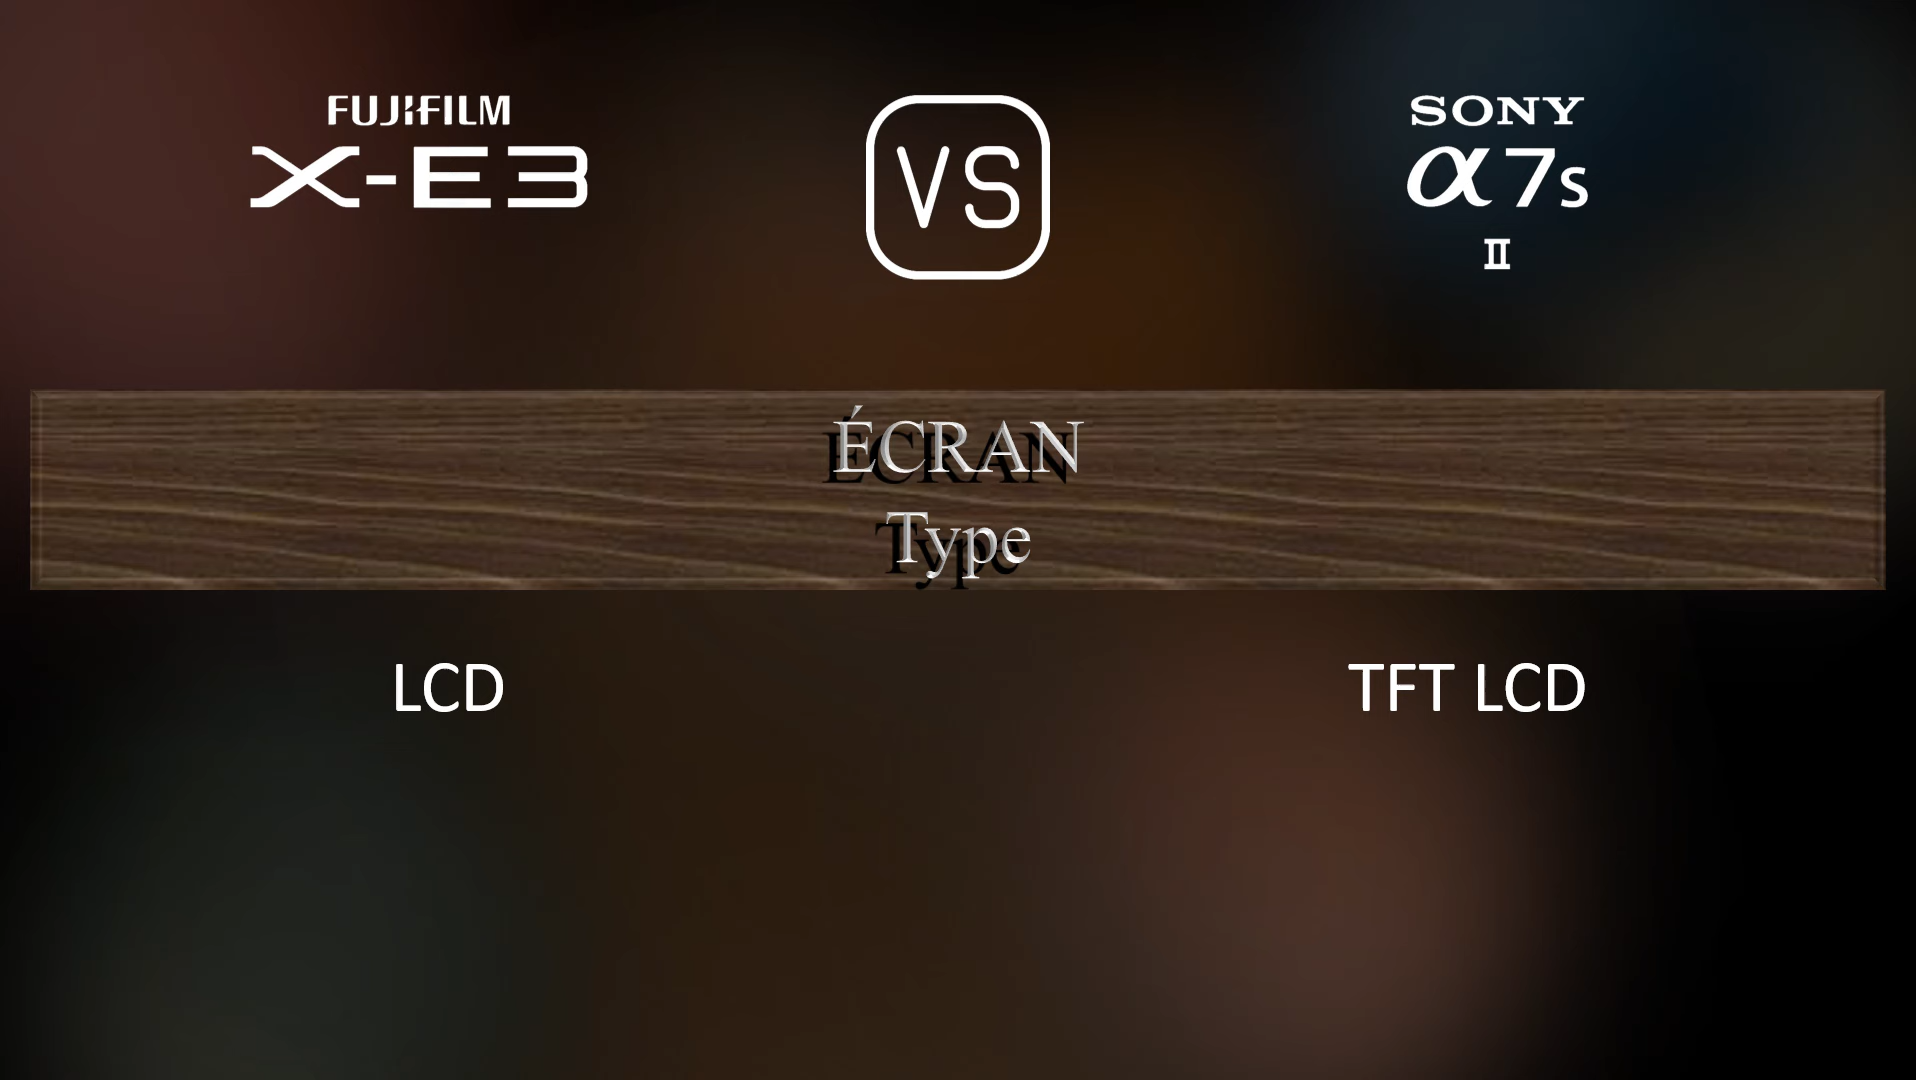 FUJIFILM
X-E3
VS
SONY
α7s
II
ÉCRAN
Type
LCD
TFT LCD